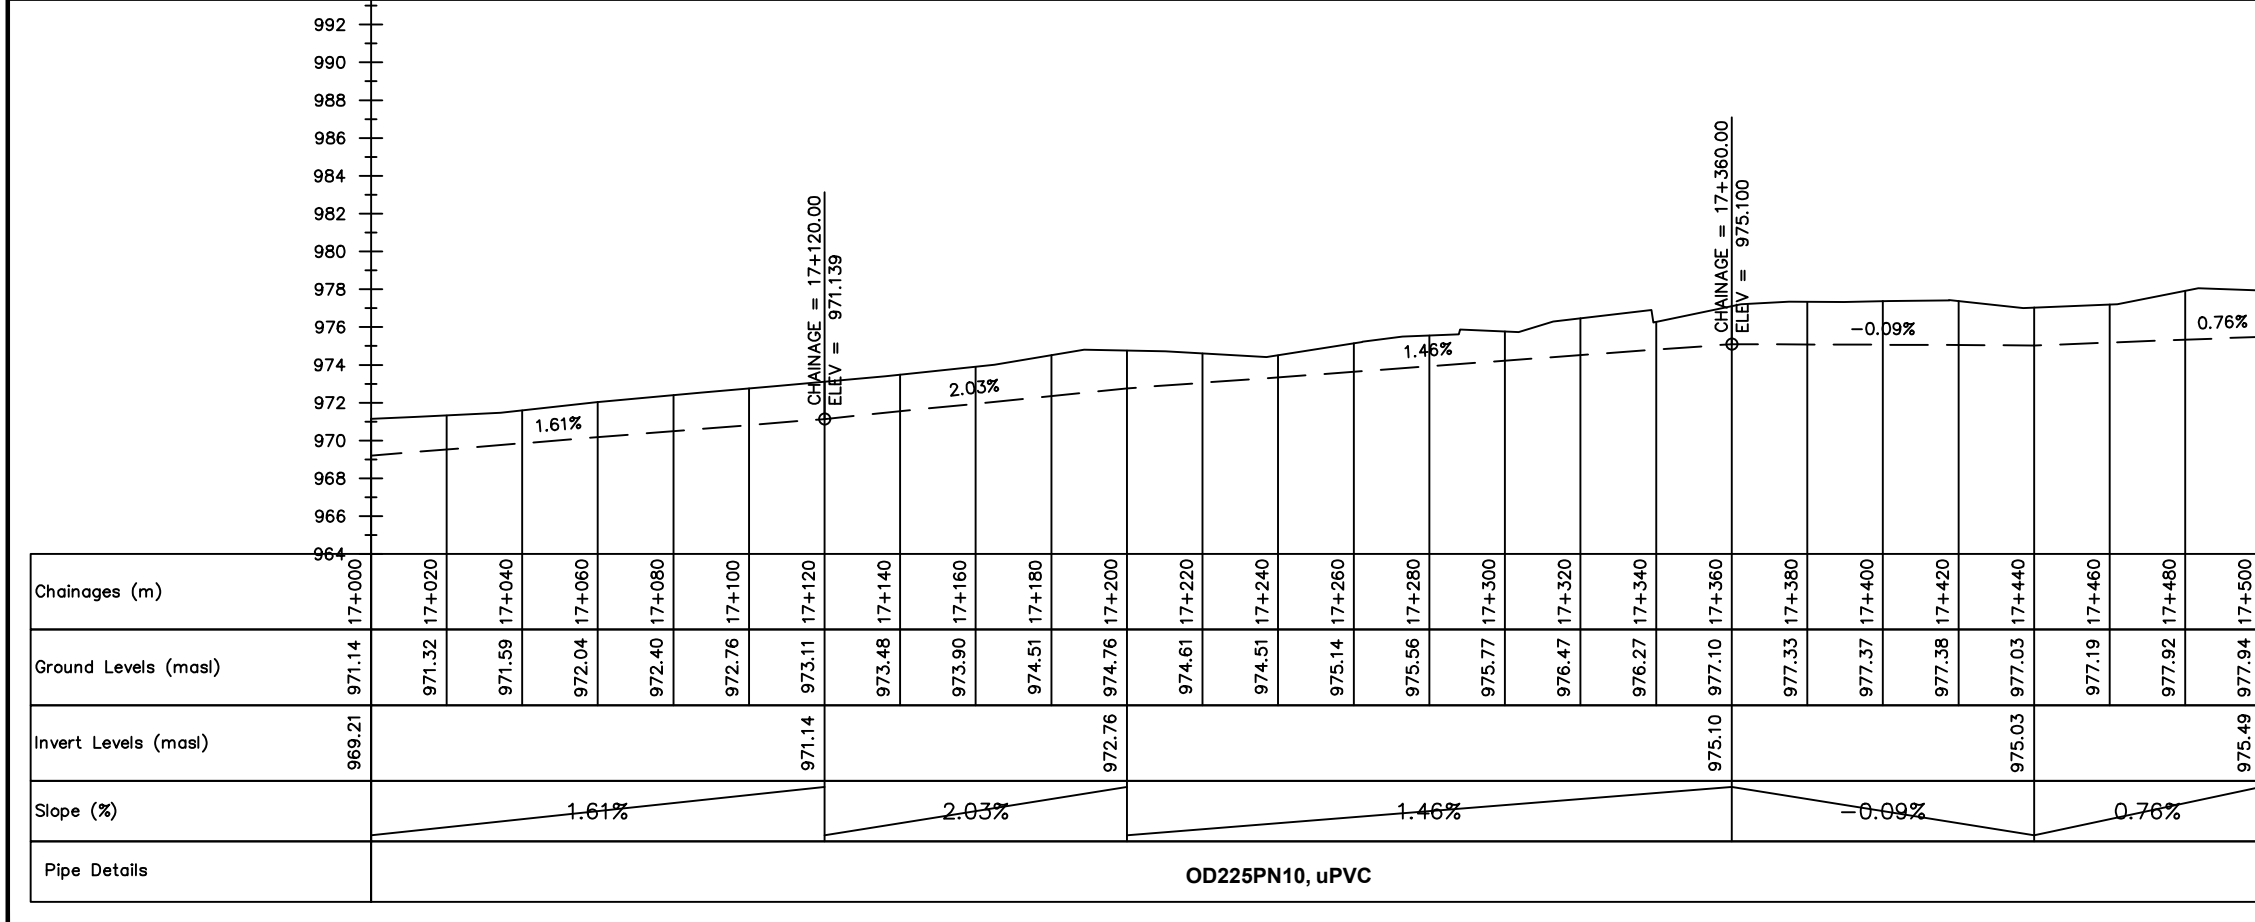 992
990
988
986
984
982
980
978
976
974
972
970
968
966
964
CHAINAGE = 17+120.00
ELEV = 971.139
CHAINAGE = 17+360.00
ELEV = 975.100
1.61%
2.03%
1.46%
−0.09%
0.76%
Chainages (m) 17+000 17+020 17+040 17+060 17+080 17+100 17+120 17+140 17+160 17+180 17+200 17+220 17+240 17+260 17+280 17+300 17+320 17+340 17+360 17+380 17+400 17+420 17+440 17+460 17+480 17+500
Ground Levels (masl) 971.14 971.32 971.59 972.04 972.40 972.76 973.11 973.48 973.90 974.51 974.76 974.61 974.51 975.14 975.56 975.77 976.47 976.27 977.10 977.33 977.37 977.38 977.03 977.19 977.92 977.94
Invert Levels (masl) 969.21 971.14 972.76 975.10 975.03 975.49
Slope (%) 1.61% 2.03% 1.46% −0.09% 0.76%
Pipe Details OD225PN10, uPVC